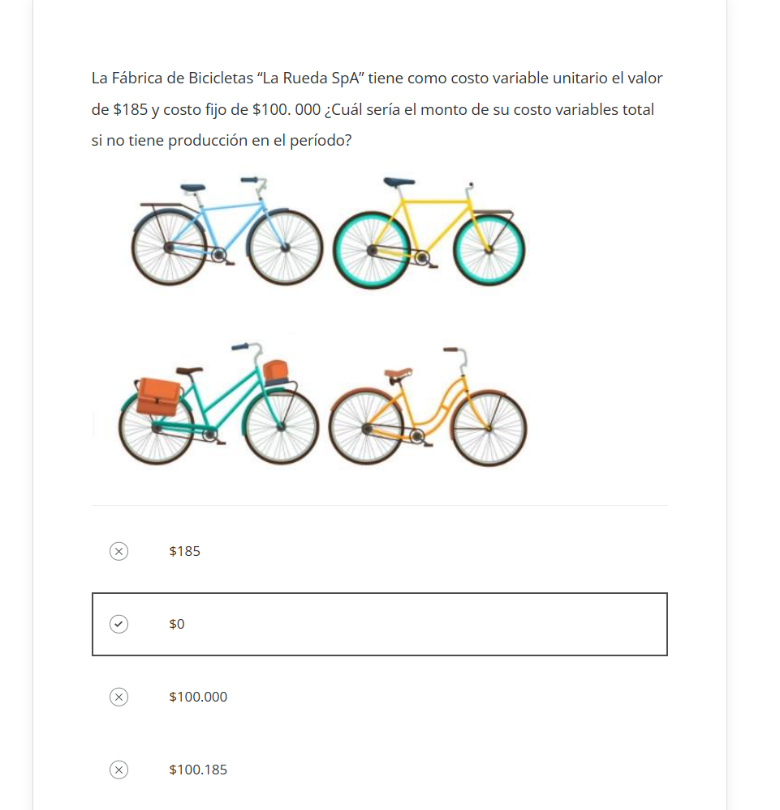 La Fábrica de Bicicletas “La Rueda SpA” tiene como costo variable unitario el valor
de $185 y costo fijo de $100. 000 ¿Cuál sería el monto de su costo variables total
si no tiene producción en el período?
$185
$0
$100.000
$100.185